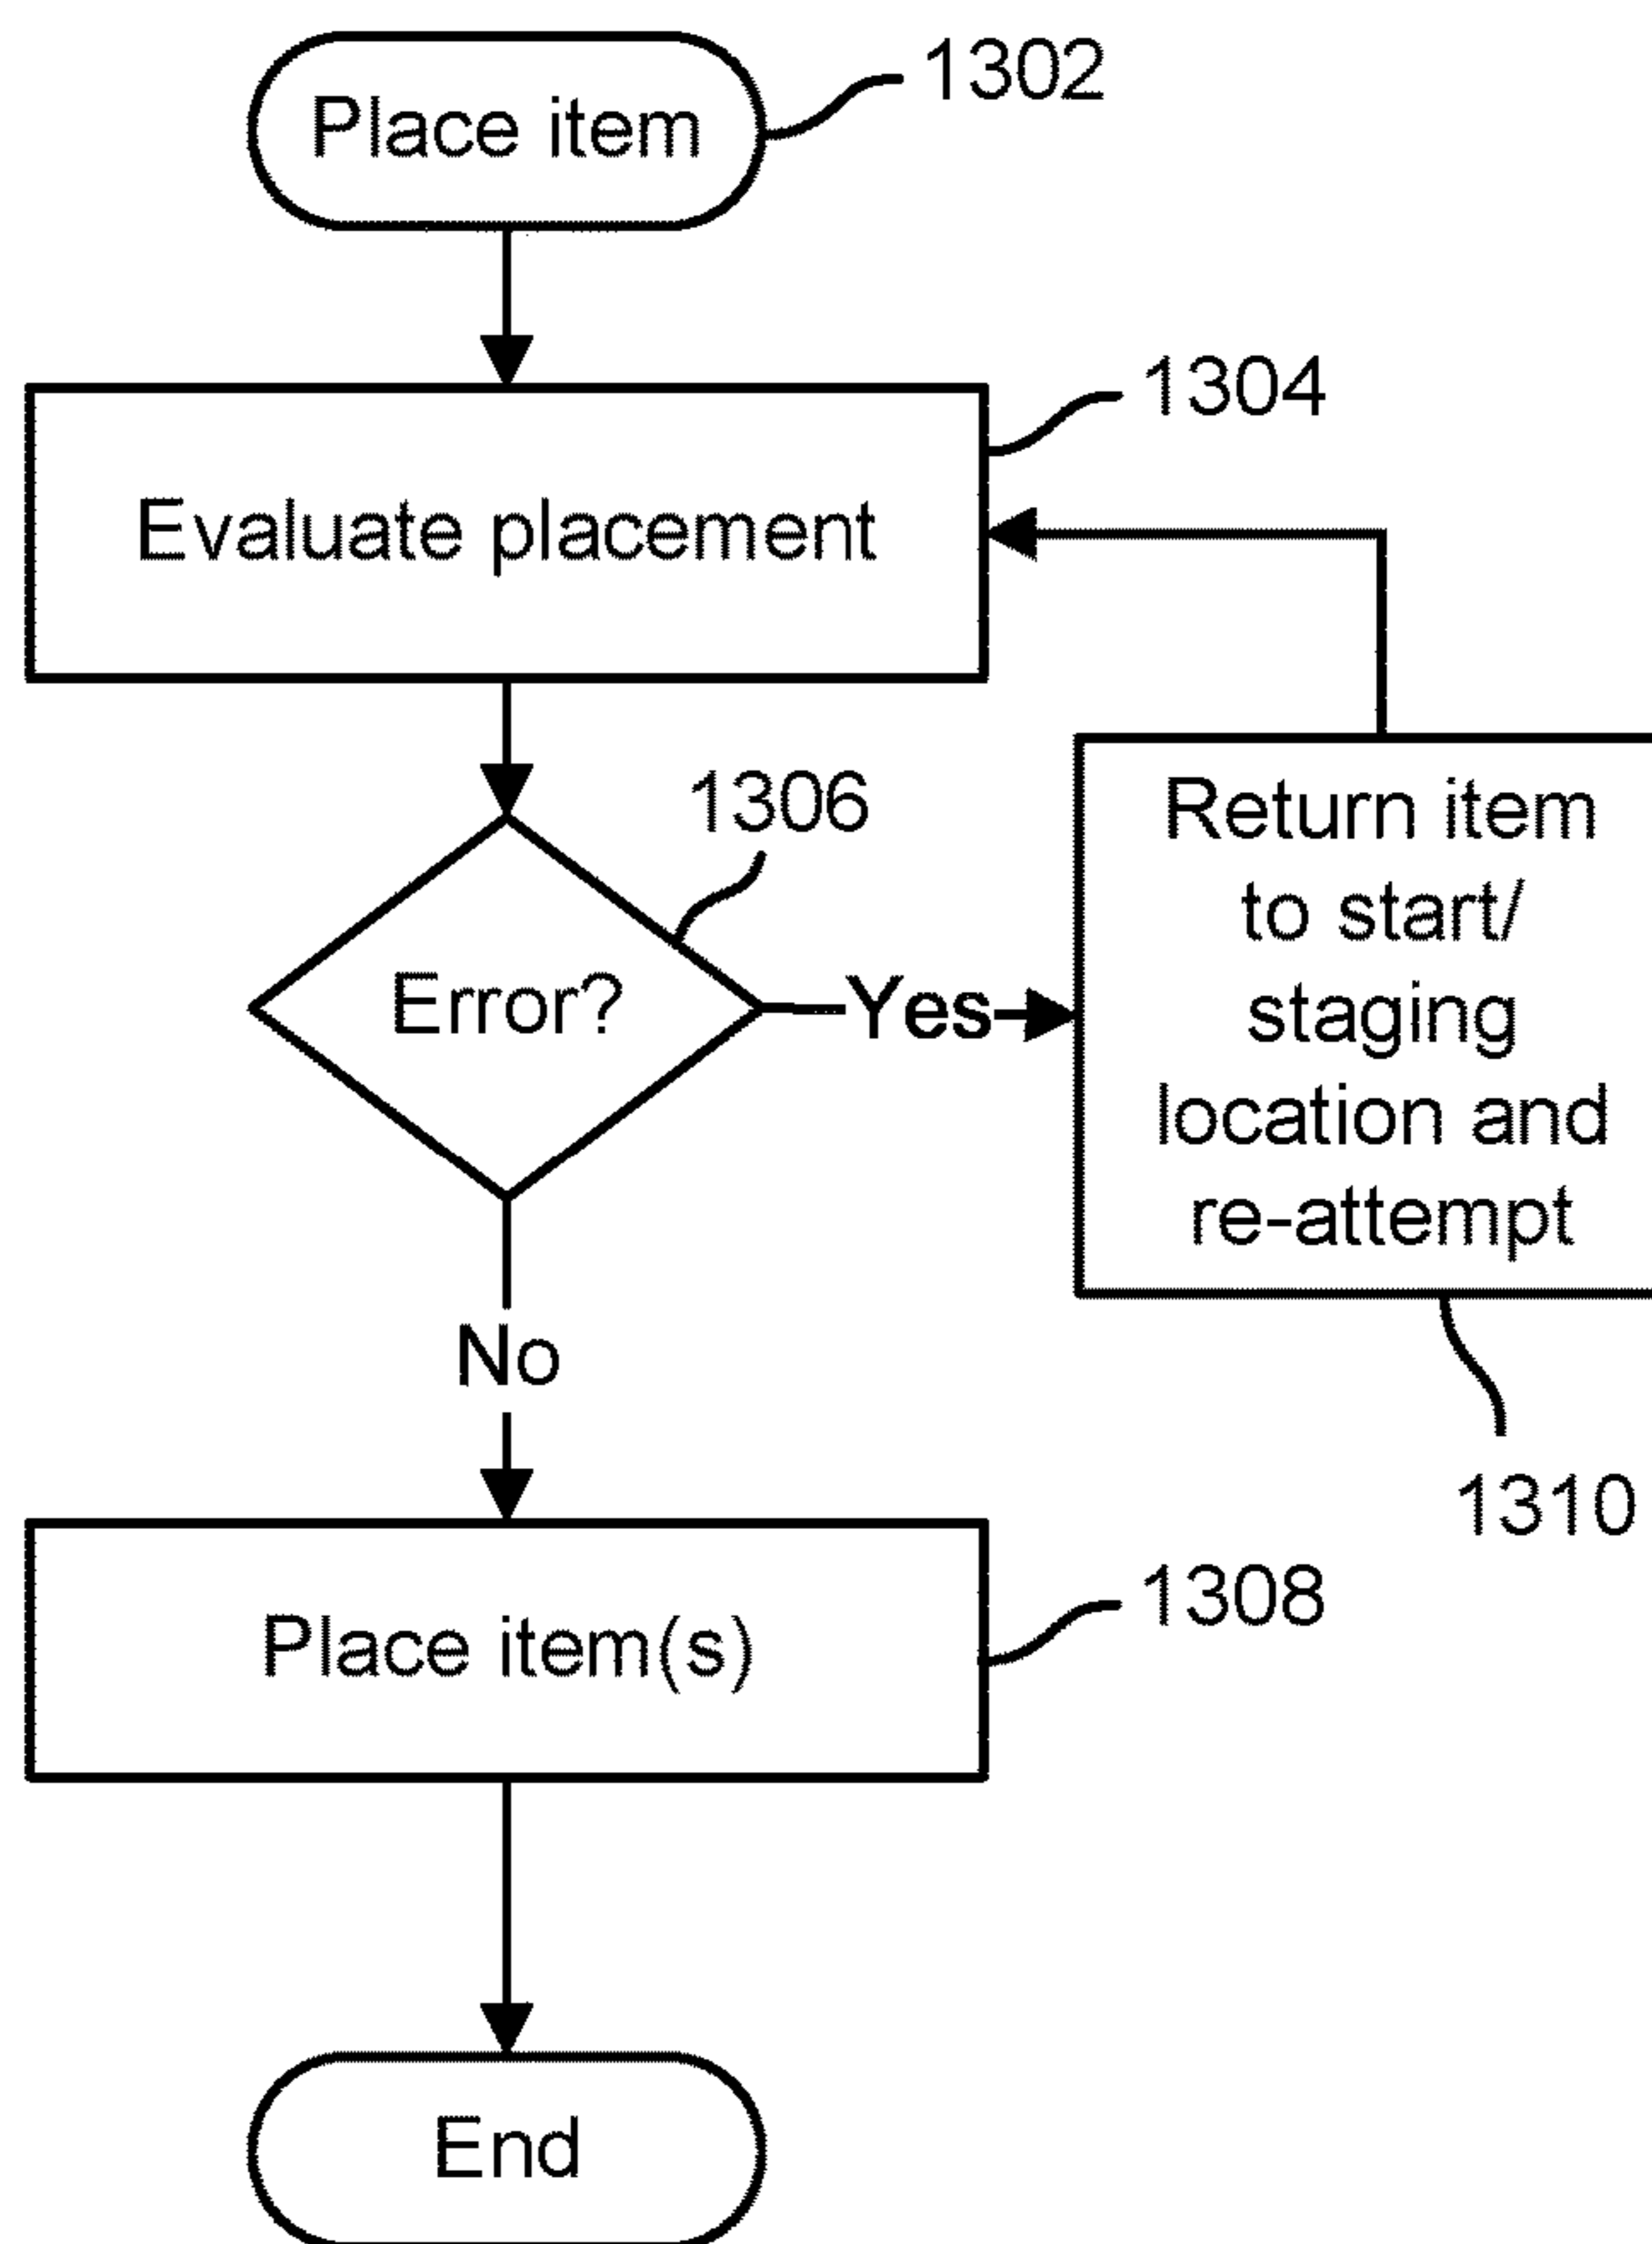 Place item
1302
1304
Evaluate placement
1306
Error?
Yes
Return item
to start/
staging
location and
re-attempt
No
1310
1308
Place item(s)
End